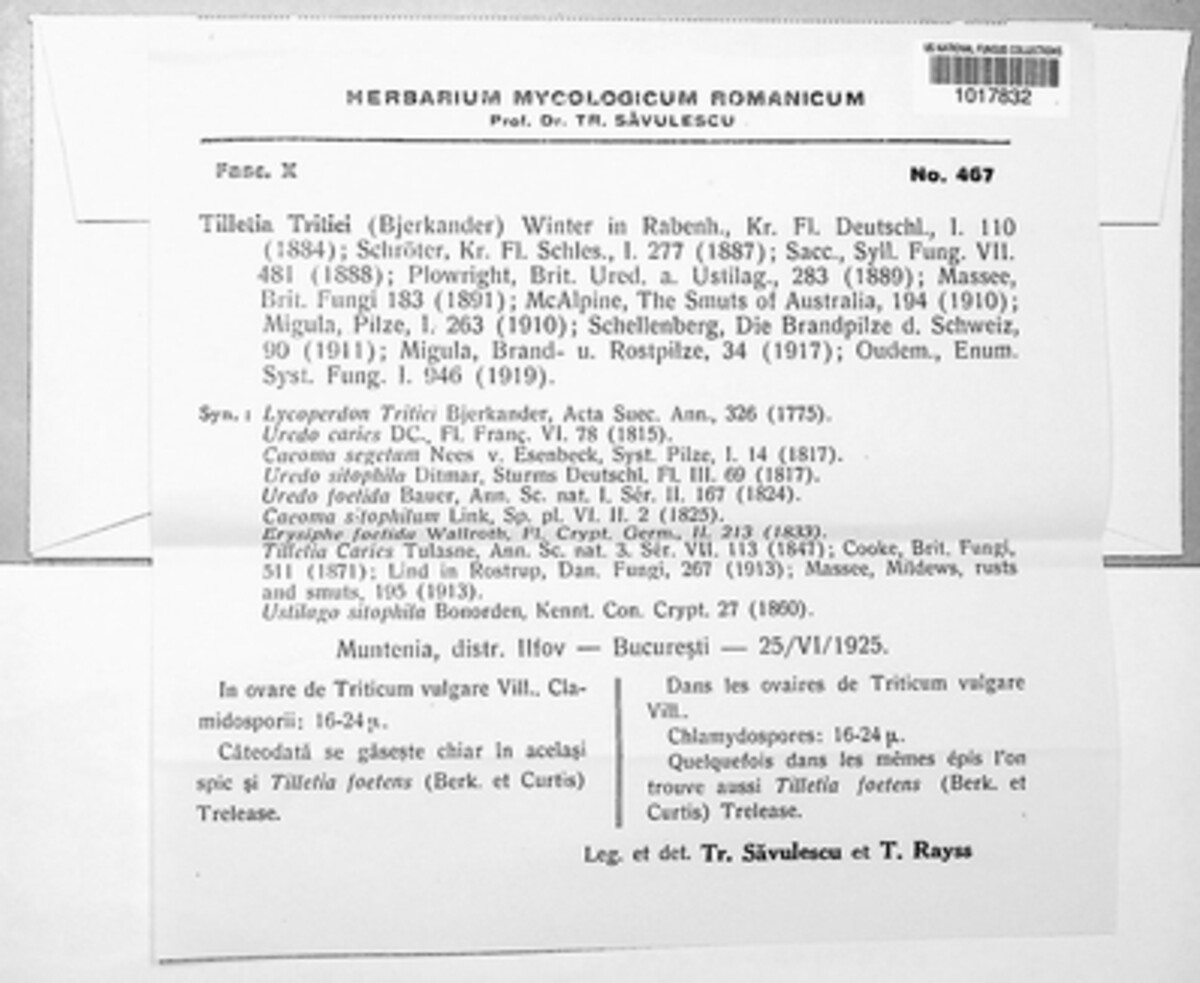 US NATIONAL FUNGUS COLLECTIONS
1017832
HERBARIUM MYCOLOGICUM ROMANICUM
Prof. Dr. TR. SĂVULESCU
Fasc. X
No. 467
Tilletia Tritici (Bjerkander) Winter in Rabenh., Kr. Fl. Deutschl., I. 110
(1884); Schröter, Kr. Fl. Schles., I. 277 (1887); Sacc., Syll. Fung. VII.
481 (1888); Plowright, Brit. Ured. a. Ustilag., 283 (1889); Massee,
Brit. Fungi 183 (1891); McAlpine, The Smuts of Australia, 194 (1910);
Migula, Pilze, I. 263 (1910); Schellenberg, Die Brandpilze d. Schweiz,
90 (1911); Migula, Brand- u. Rostpilze, 34 (1917); Oudem., Enum.
Syst. Fung. I. 946 (1919).
Syn.: Lycoperdon Tritici Bjerkander, Acta Suec. Ann., 326 (1775).
Uredo caries DC., Fl. Franç. VI. 78 (1815).
Caeoma segetum Nees v. Esenbeck, Syst. Pilze, I. 14 (1817).
Uredo sitophila Ditmar, Sturms Deutschl. Fl. III. 69 (1817).
Uredo foetida Bauer, Ann. Sc. nat. I. Sér. II. 167 (1824).
Caeoma sitophilum Link, Sp. pl. VI. II. 2 (1825).
Erysiphe foetida Wallroth, Fl. Crypt. Germ., II. 213 (1833).
Tilletia Caries Tulasne, Ann. Sc. nat. 3. Sér. VII. 113 (1847); Cooke, Brit. Fungi,
511 (1871); Lind in Rostrup, Dan. Fungi, 267 (1913); Massee, Mildews, rusts
and smuts, 195 (1913).
Ustilago sitophila Bonorden, Kennt. Con. Crypt. 27 (1860).
Muntenia, distr. Ilfov — București — 25/VI/1925.
In ovare de Triticum vulgare Vill.. Cla-
midosporii: 16-24 µ.
Câteodată se găsește chiar în același
spic și Tilletia foetens (Berk. et Curtis)
Trelease.
Dans les ovaires de Triticum vulgare
Vill..
Chlamydospores: 16-24 µ.
Quelquefois dans les mêmes épis l'on
trouve aussi Tilletia foetens (Berk. et
Curtis) Trelease.
Leg. et det. Tr. Săvulescu et T. Rayss